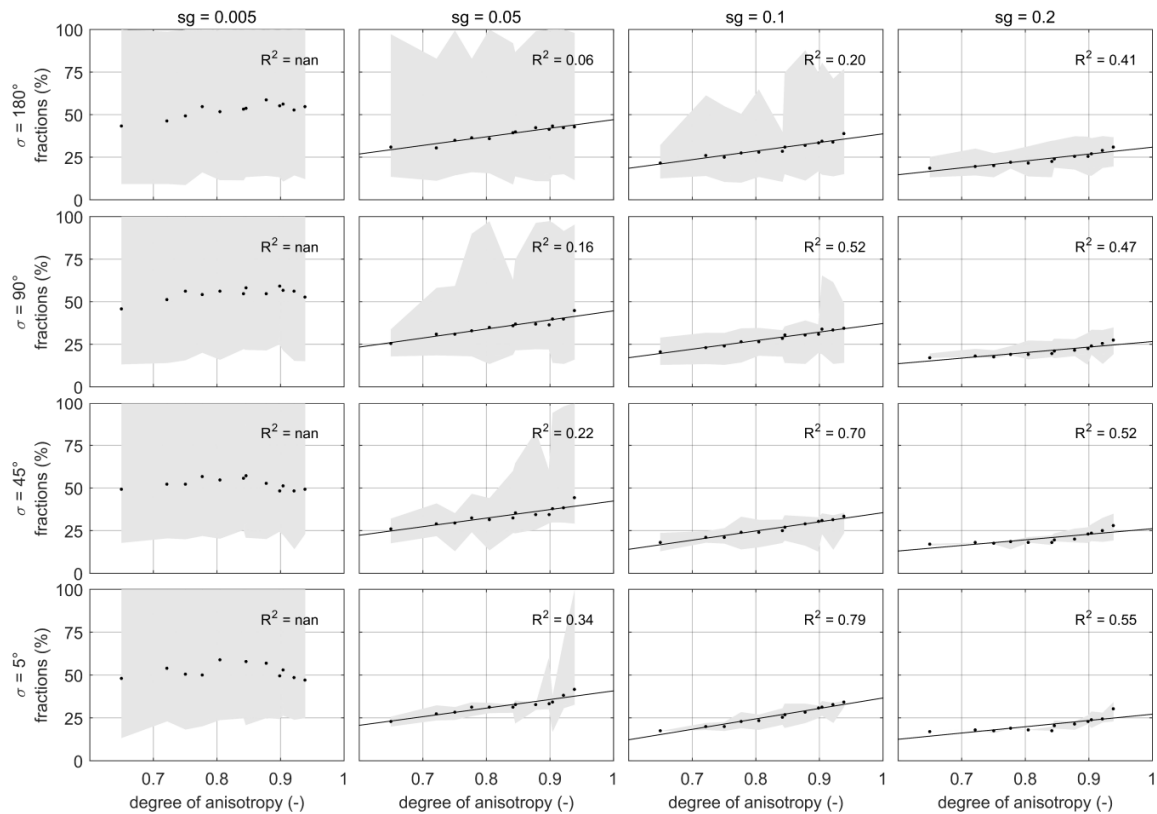 sg = 0.005 sg = 0.05 sg = 0.1 sg = 0.2
σ = 180°
fractions (%)
100
75
50
25
0
R² = nan
R² = 0.06
R² = 0.20
R² = 0.41
σ = 90°
fractions (%)
100
75
50
25
0
R² = nan
R² = 0.16
R² = 0.52
R² = 0.47
σ = 45°
fractions (%)
100
75
50
25
0
R² = nan
R² = 0.22
R² = 0.70
R² = 0.52
σ = 5°
fractions (%)
100
75
50
25
0
R² = nan
R² = 0.34
R² = 0.79
R² = 0.55
0.7 0.8 0.9 1 0.7 0.8 0.9 1 0.7 0.8 0.9 1 0.7 0.8 0.9 1
degree of anisotropy (-) degree of anisotropy (-) degree of anisotropy (-) degree of anisotropy (-)